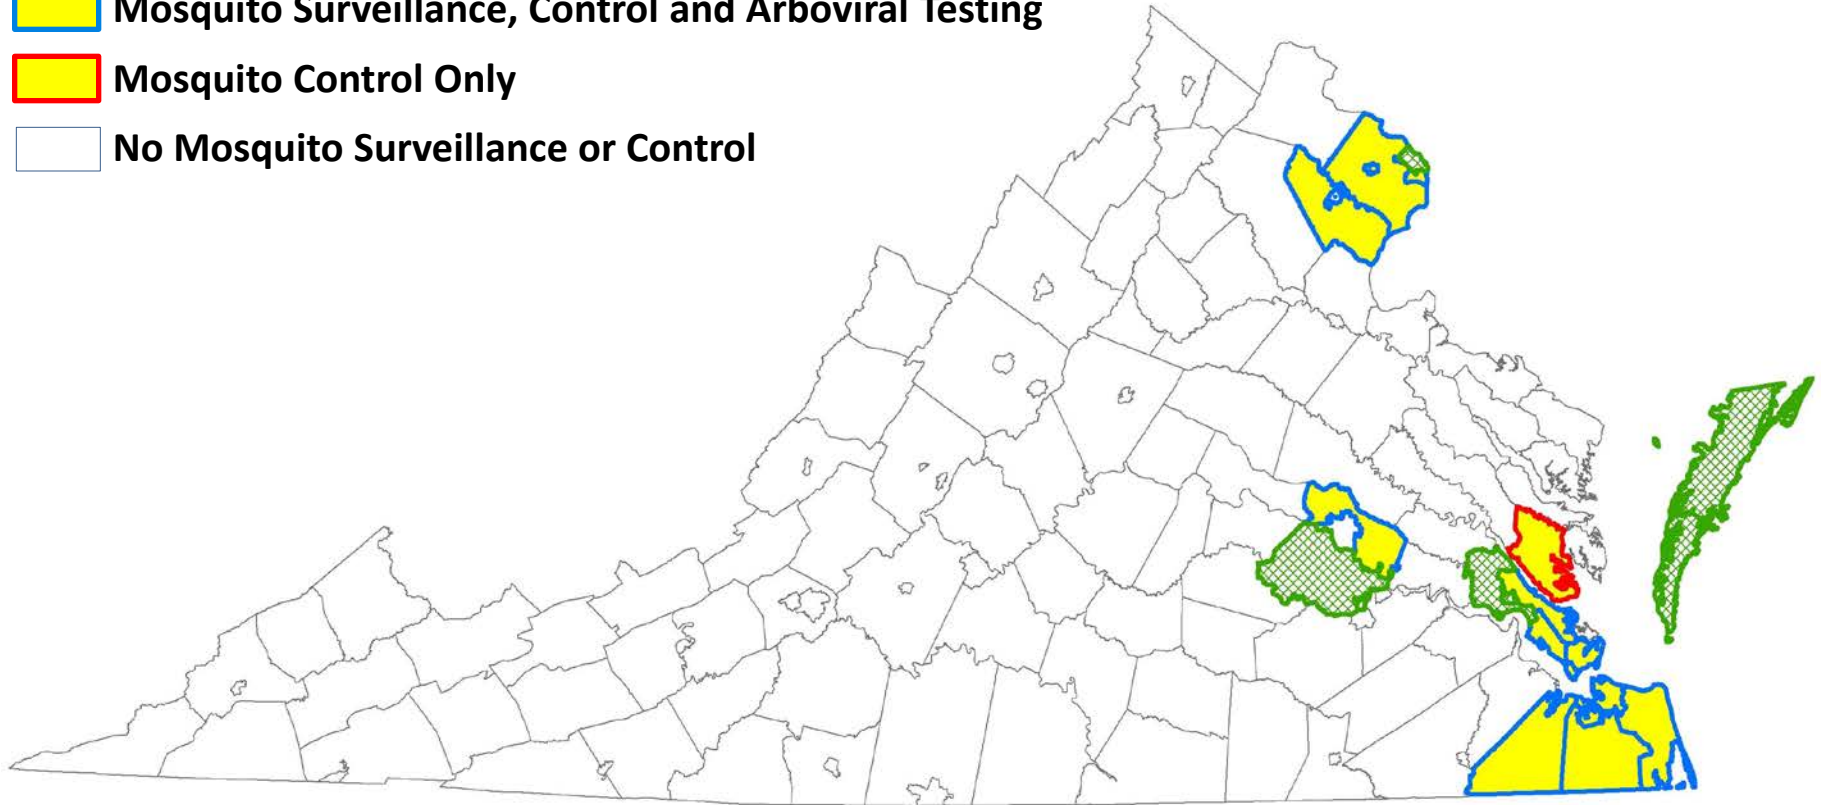 Mosquito Surveillance, Control and Arboviral Testing
Mosquito Control Only
No Mosquito Surveillance or Control